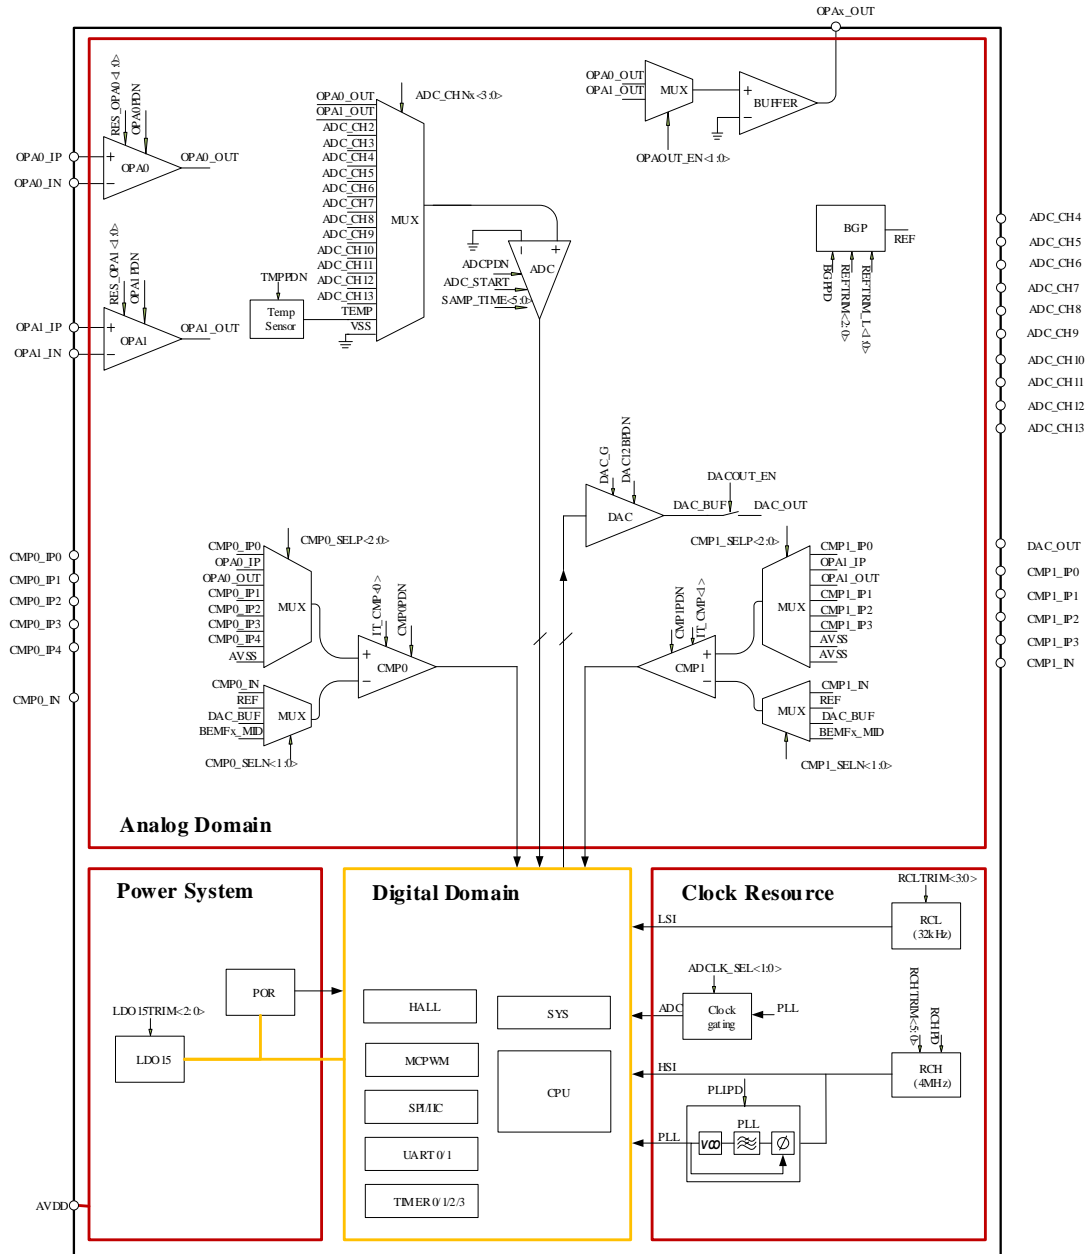 OPAx_OUT
RES_OPA0<1:0>
OPA0PDN
OPA0_IP
OPA0_IN
+
−
OPA0
OPA0_OUT
RES_OPA1<1:0>
OPA1PDN
OPA1_IP
OPA1_IN
+
−
OPA1
OPA1_OUT
ADC_CHNx<3:0>
OPA0_OUT
OPA1_OUT
ADC_CH2
ADC_CH3
ADC_CH4
ADC_CH5
ADC_CH6
ADC_CH7
ADC_CH8
ADC_CH9
ADC_CH10
ADC_CH11
ADC_CH12
ADC_CH13
TEMP
VSS
MUX
TMPPDN
Temp
Sensor
ADCPDN
ADC_START
SAMP_TIME<5:0>
−
+
ADC
OPA0_OUT
OPA1_OUT
MUX
OPAOUT_EN<1:0>
+
−
BUFFER
BGP
REF
BGPPD
REFTRIM<2:0>
REFTRIM_L<1:0>
ADC_CH4
ADC_CH5
ADC_CH6
ADC_CH7
ADC_CH8
ADC_CH9
ADC_CH10
ADC_CH11
ADC_CH12
ADC_CH13
DAC_G
DAC12BPDN
DAC
DAC_BUF
DACOUT_EN
DAC_OUT
CMP0_IP0
CMP0_IP1
CMP0_IP2
CMP0_IP3
CMP0_IP4
CMP0_IN
CMP0_SELP<2:0>
CMP0_IP0
OPA0_IP
OPA0_OUT
CMP0_IP1
CMP0_IP2
CMP0_IP3
CMP0_IP4
AVSS
MUX
CMP0_IN
REF
DAC_BUF
BEMFx_MID
MUX
CMP0_SELN<1:0>
IT_CMP<0>
CMP0PDN
+
−
CMP0
CMP1_SELP<2:0>
CMP1_IP0
OPA1_IP
OPA1_OUT
CMP1_IP1
CMP1_IP2
CMP1_IP3
AVSS
AVSS
MUX
CMP1_IN
REF
DAC_BUF
BEMFx_MID
MUX
CMP1_SELN<1:0>
CMP1PDN
IT_CMP<1>
+
−
CMP1
DAC_OUT
CMP1_IP0
CMP1_IP1
CMP1_IP2
CMP1_IP3
CMP1_IN
Analog Domain
Power System
POR
LDO15TRIM<2:0>
LDO15
AVDD
Digital Domain
HALL
MCPWM
SPI/IIC
UART0/1
TIMER0/1/2/3
SYS
CPU
Clock Resource
RCLTRIM<3:0>
RCL
(32kHz)
LSI
ADCLK_SEL<1:0>
ADC
Clock
gating
PLL
RCHTRIM<5:0>
RCHPD
RCH
(4MHz)
HSI
PLLPD
PLL
PLL
VCO